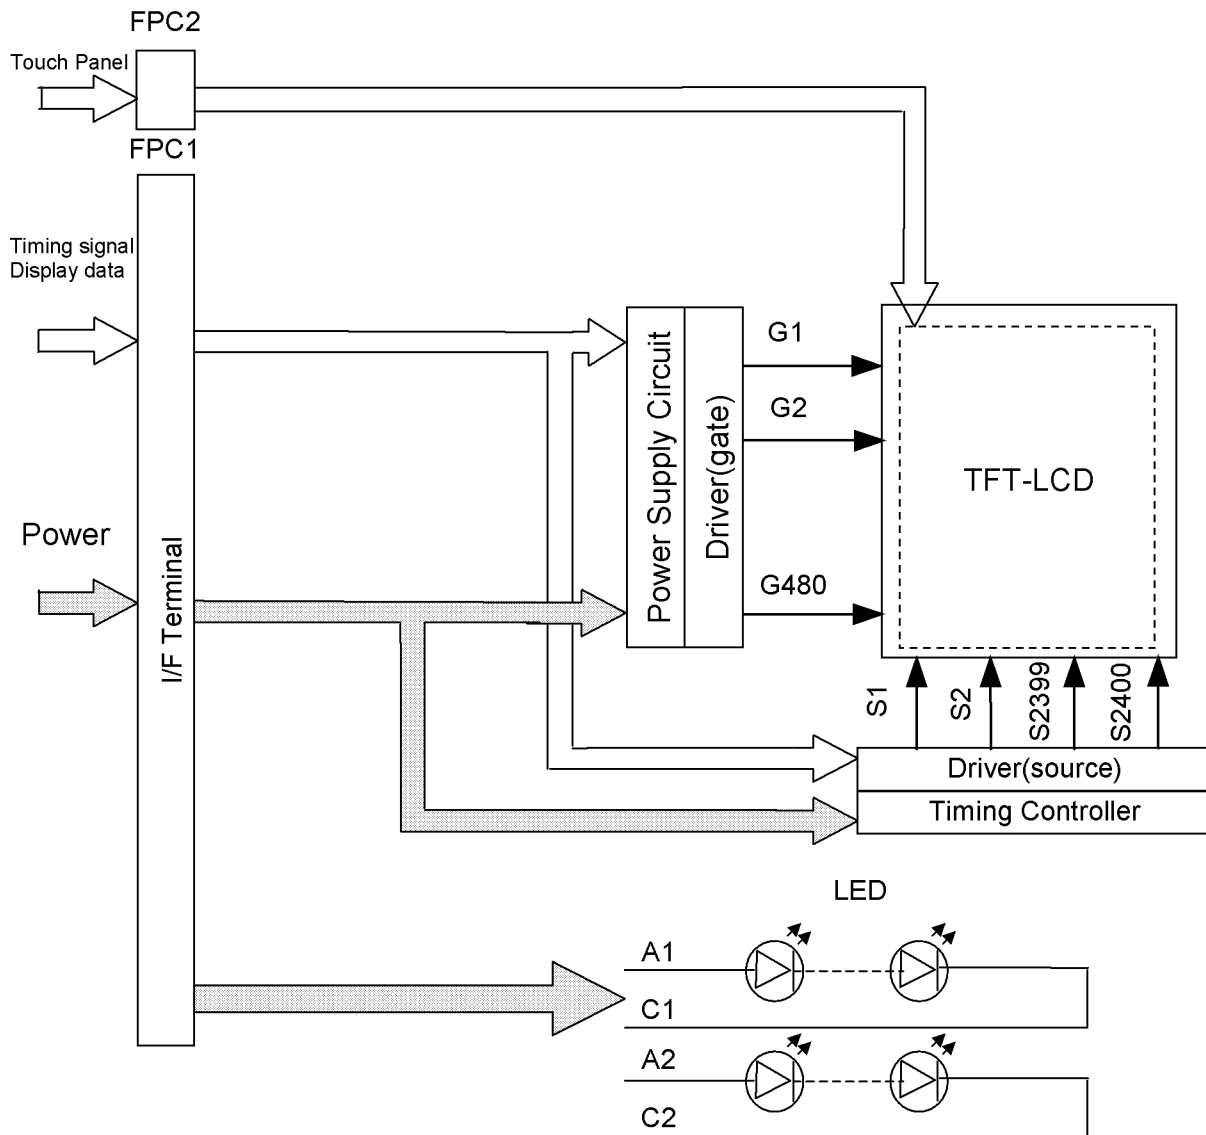 FPC2
Touch Panel
FPC1
Timing signal
Display data
Power
I/F Terminal
Power Supply Circuit
Driver(gate)
G1
G2
G480
TFT-LCD
S1
S2
S2399
S2400
Driver(source)
Timing Controller
LED
A1
C1
A2
C2